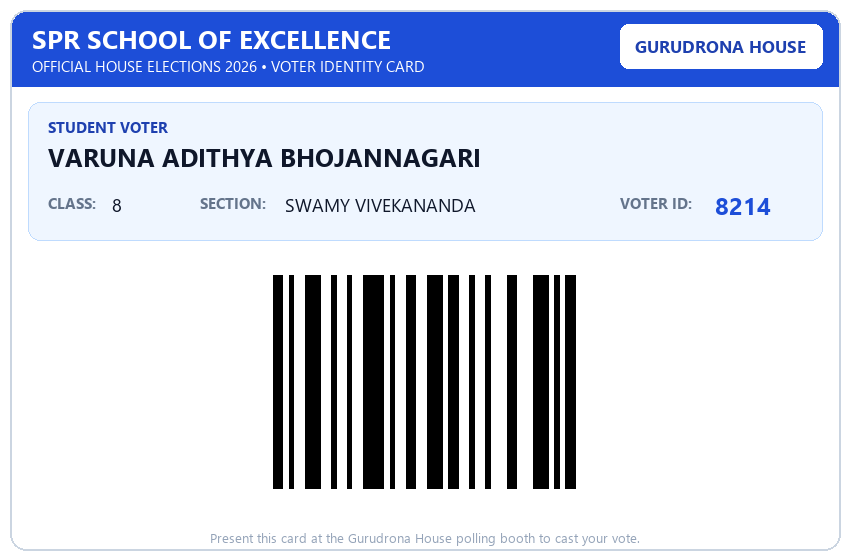 SPR SCHOOL OF EXCELLENCE
OFFICIAL HOUSE ELECTIONS 2026 • VOTER IDENTITY CARD
GURUDRONA HOUSE
STUDENT VOTER
VARUNA ADITHYA BHOJANNAGARI
CLASS: 8 SECTION: SWAMY VIVEKANANDA VOTER ID: 8214
Present this card at the Gurudrona House polling booth to cast your vote.